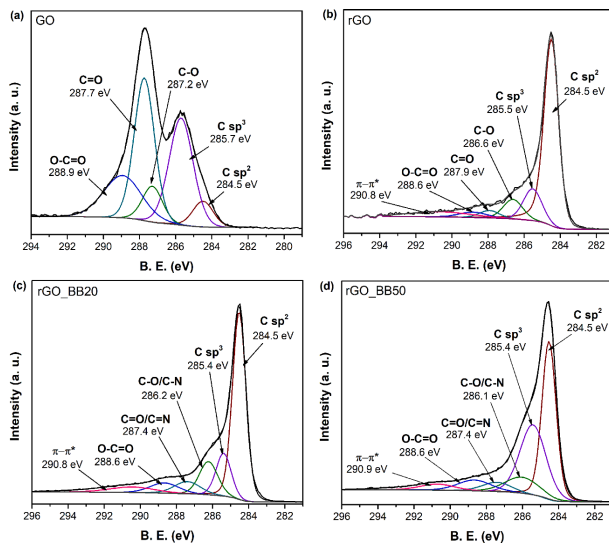 (a) GO
C=O
287.7 eV
C-O
287.2 eV
C sp³
285.7 eV
O-C=O
288.9 eV
C sp²
284.5 eV
Intensity (a. u.)
294 292 290 288 286 284 282 280
B. E. (eV)
(b) rGO
C sp²
284.5 eV
C sp³
285.5 eV
C-O
286.6 eV
C=O
287.9 eV
O-C=O
288.6 eV
π-π*
290.8 eV
Intensity (a. u.)
296 294 292 290 288 286 284 282
B. E. (eV)
(c) rGO_BB20
C sp²
284.5 eV
C sp³
285.4 eV
C-O/C-N
286.2 eV
C=O/C=N
287.4 eV
O-C=O
288.6 eV
π-π*
290.8 eV
Intensity (a. u.)
296 294 292 290 288 286 284 282
B. E. (eV)
(d) rGO_BB50
C sp²
284.5 eV
C sp³
285.4 eV
C-O/C-N
286.1 eV
C=O/C=N
287.4 eV
O-C=O
288.6 eV
π-π*
290.9 eV
Intensity (a. u.)
296 294 292 290 288 286 284 282
B. E. (eV)